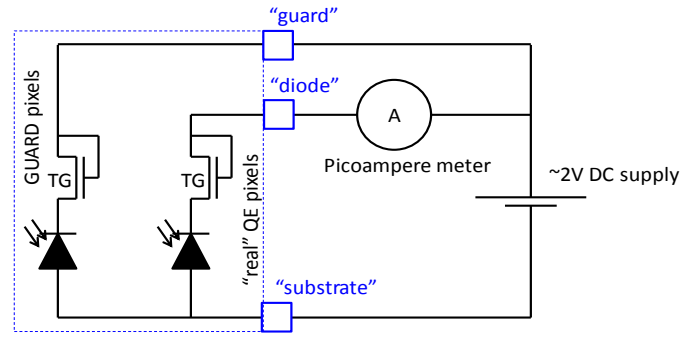 “guard”
“diode”
GUARD pixels
A
Picoampere meter
TG
TG
“real” QE pixels
~2V DC supply
“substrate”